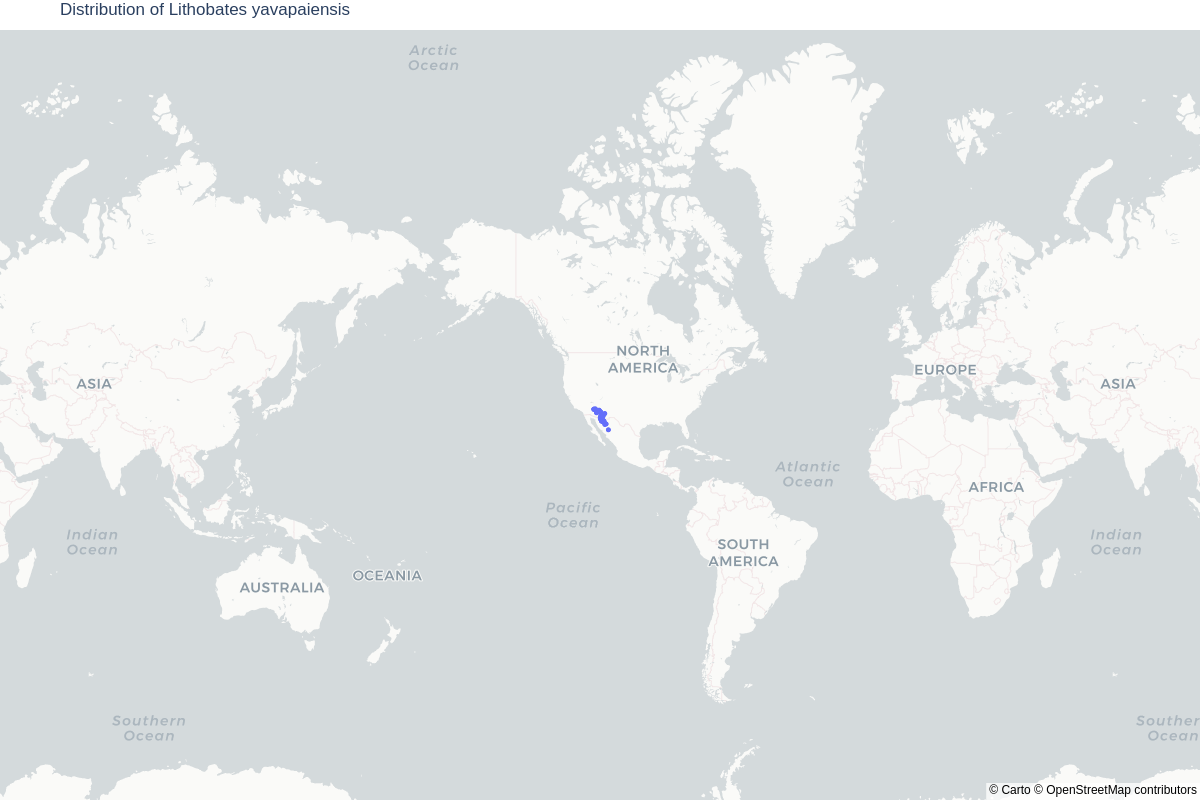 Distribution of Lithobates yavapaiensis
Arctic
Ocean
NORTH
AMERICA
EUROPE
ASIA
ASIA
Atlantic
Ocean
AFRICA
Pacific
Ocean
Indian
Ocean
Indian
Ocean
SOUTH
AMERICA
OCEANIA
AUSTRALIA
Southern
Ocean
Souther
Ocean
© Carto © OpenStreetMap contributors